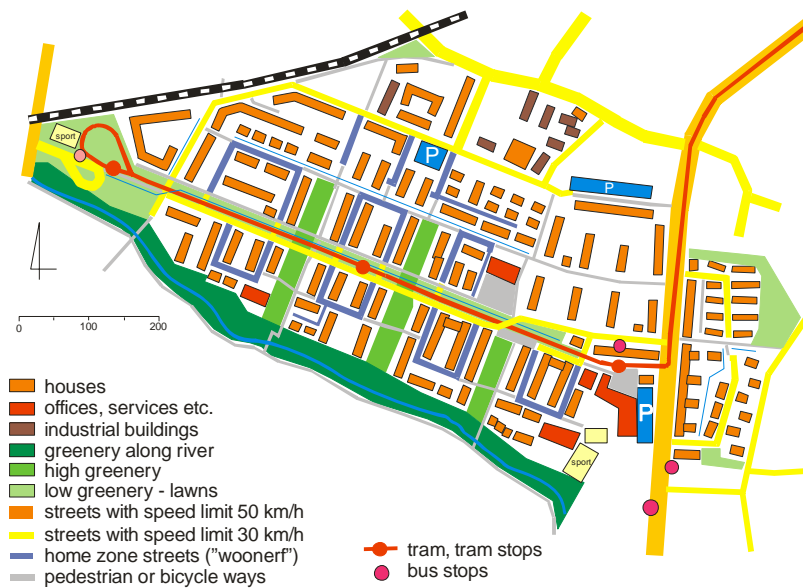 sport
P
P
0 100 200
P
sport
houses
offices, services etc.
industrial buildings
greenery along river
high greenery
low greenery - lawns
streets with speed limit 50 km/h
streets with speed limit 30 km/h
home zone streets (”woonerf”)
pedestrian or bicycle ways
tram, tram stops
bus stops